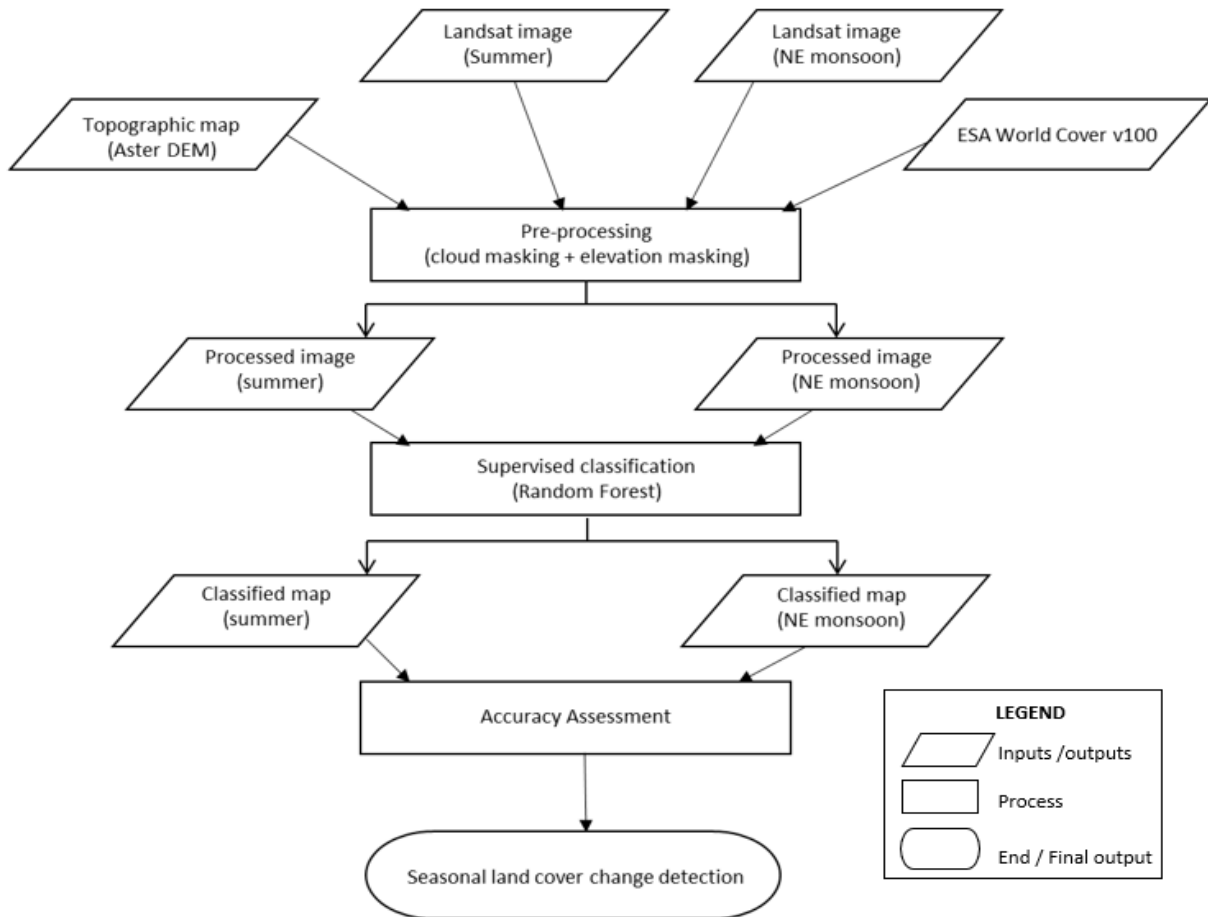 Landsat image
(Summer)
Landsat image
(NE monsoon)
Topographic map
(Aster DEM)
ESA World Cover v100
Pre-processing
(cloud masking + elevation masking)
Processed image
(summer)
Processed image
(NE monsoon)
Supervised classification
(Random Forest)
Classified map
(summer)
Classified map
(NE monsoon)
Accuracy Assessment
Seasonal land cover change detection
LEGEND
Inputs /outputs
Process
End / Final output